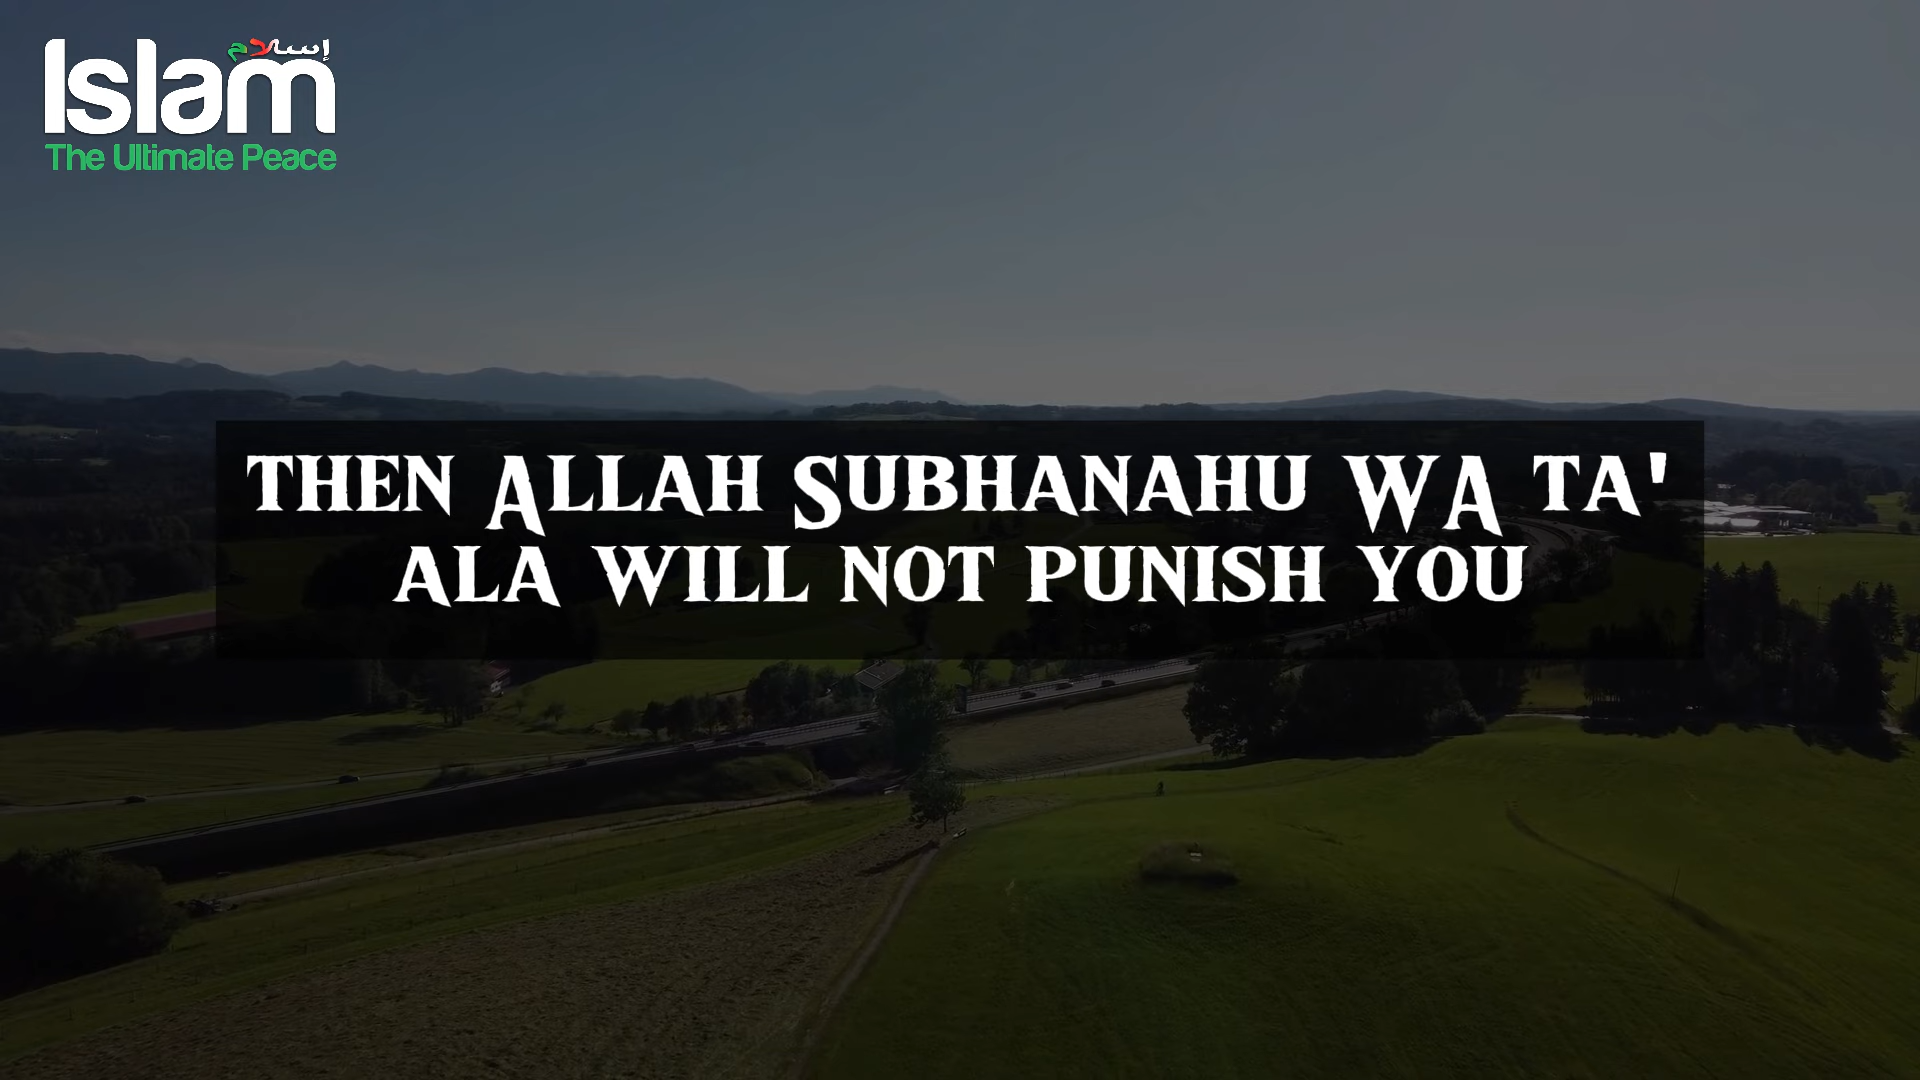 إسلام
Islam
The Ultimate Peace
THEN ALLAH SUBHANAHU WA TA'
ALA WILL NOT PUNISH YOU